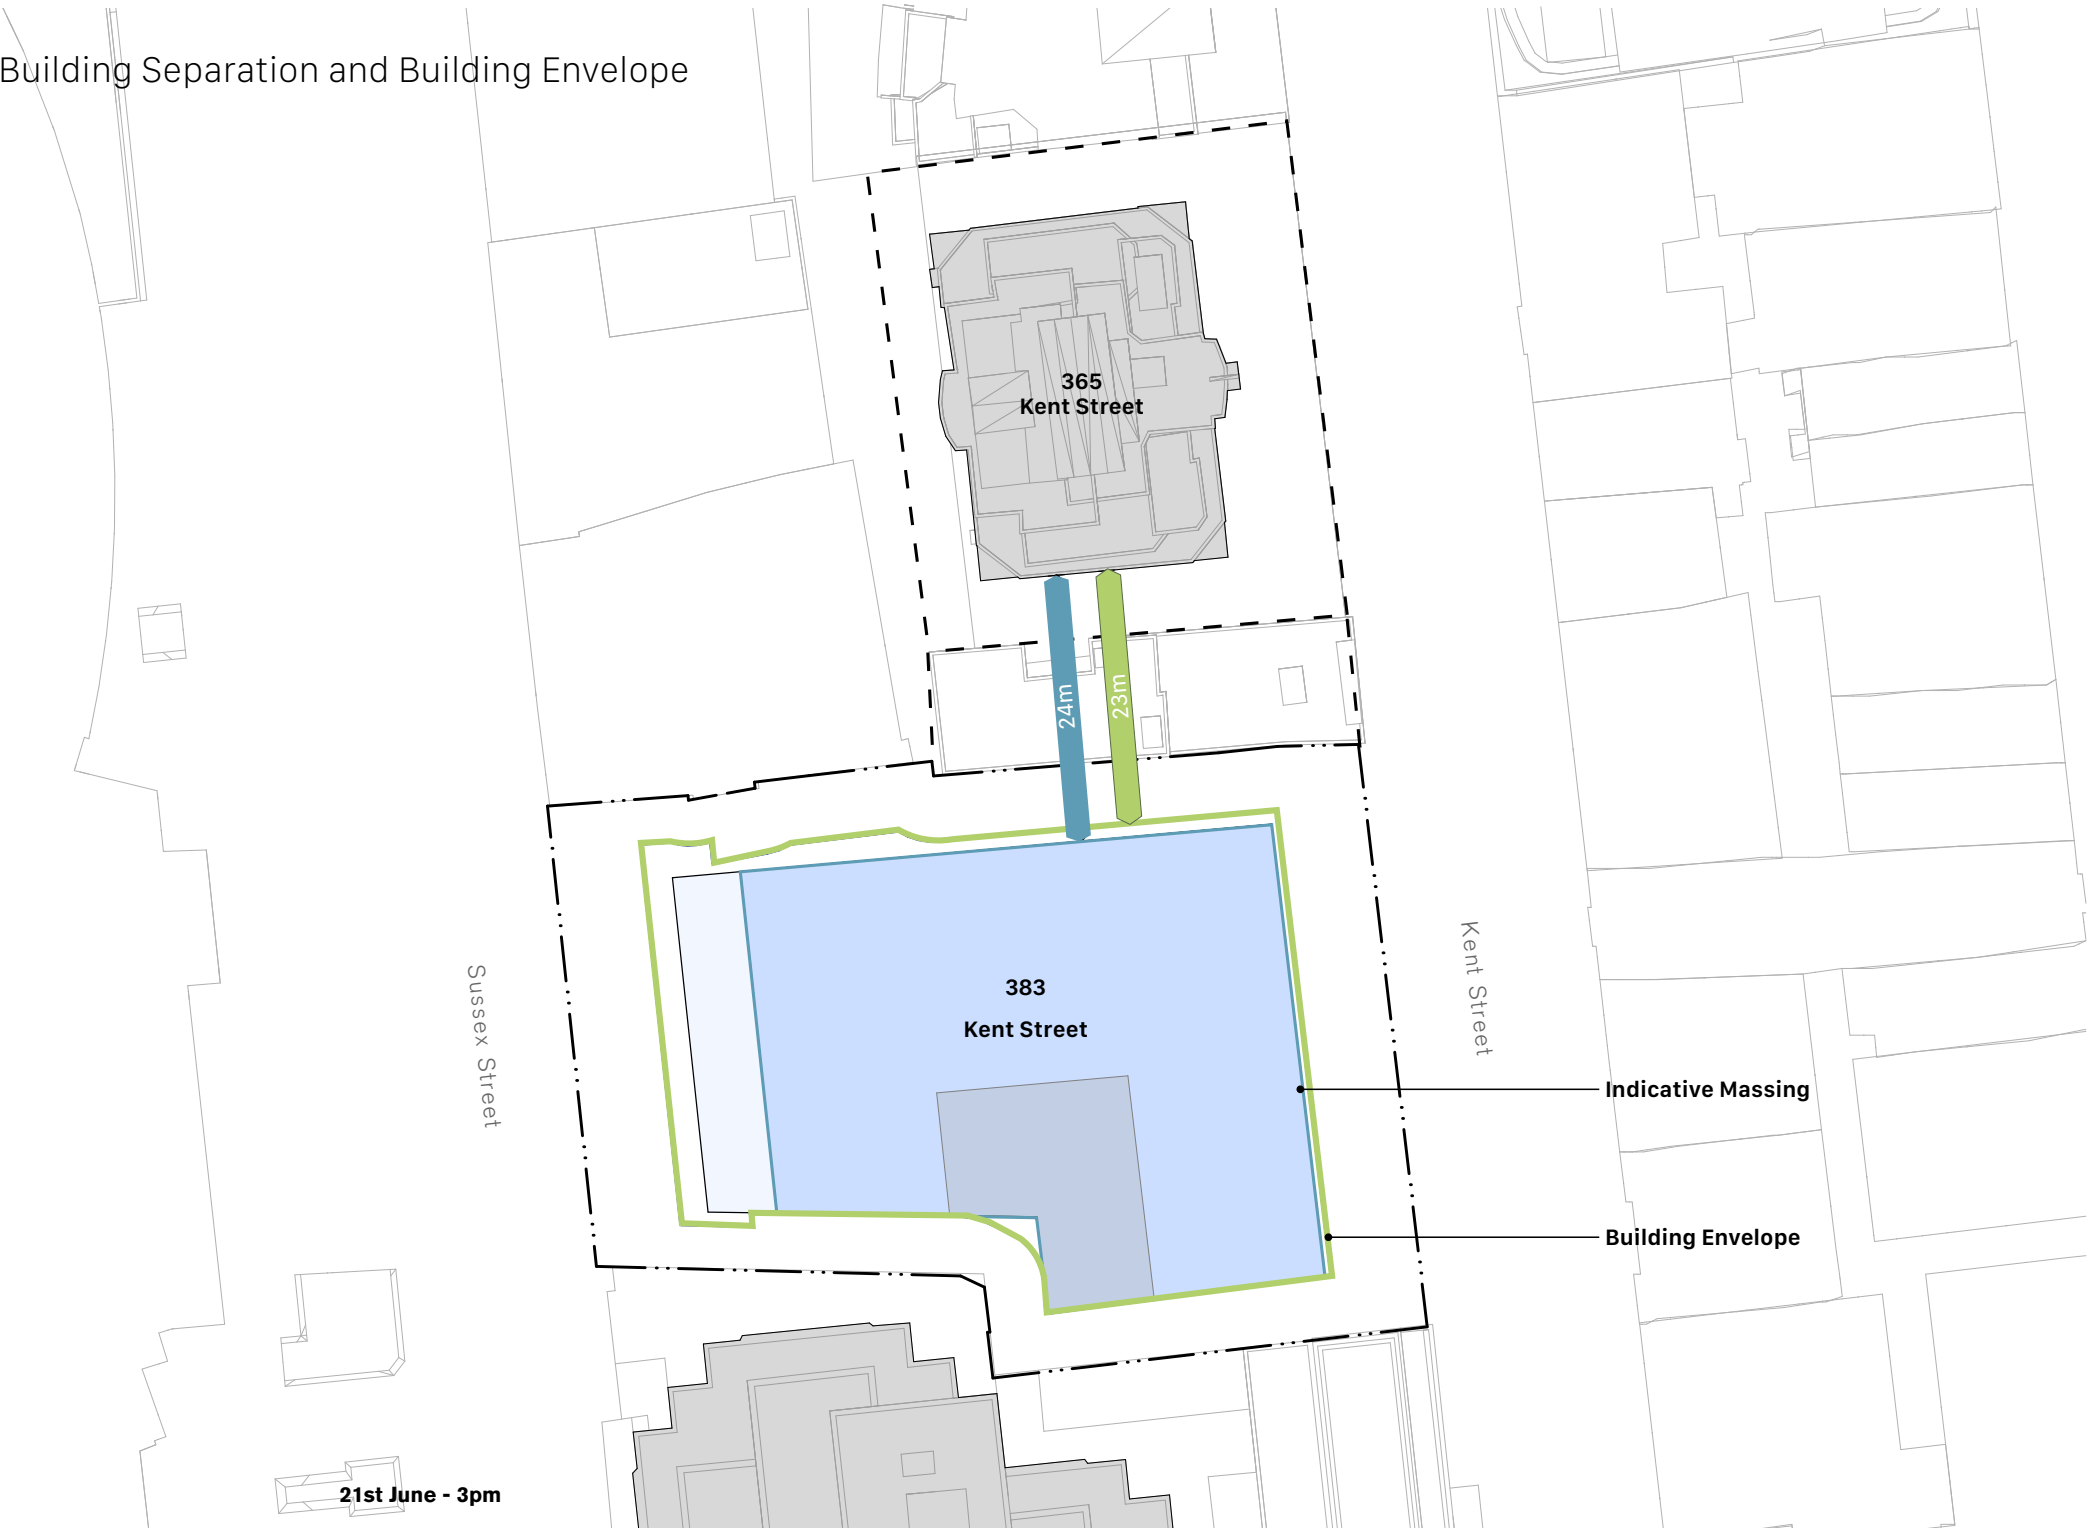 Building Separation and Building Envelope
365
Kent Street
24m
23m
383
Kent Street
Sussex Street
Kent Street
Indicative Massing
Building Envelope
21st June - 3pm